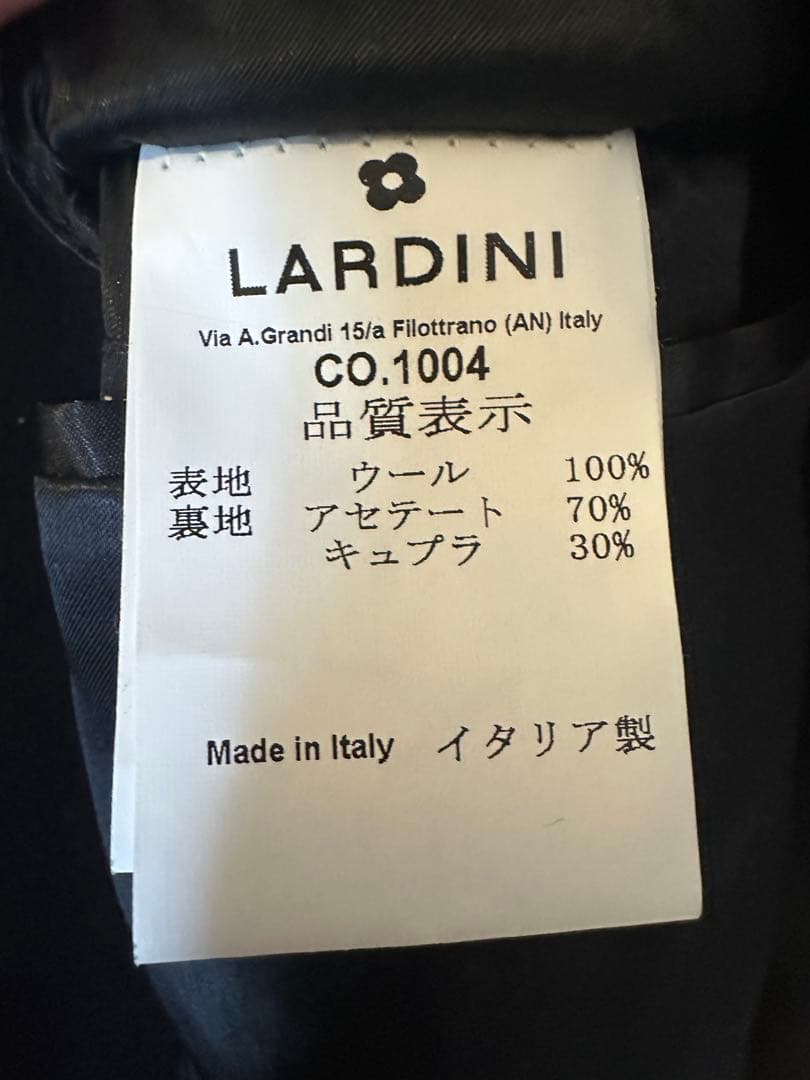 LARDINI
Via A.Grandi 15/a Filottrano (AN) Italy
CO.1004
品質表示
表地 ウール 100%
裏地 アセテート 70%
キュプラ 30%
Made in Italy イタリア製